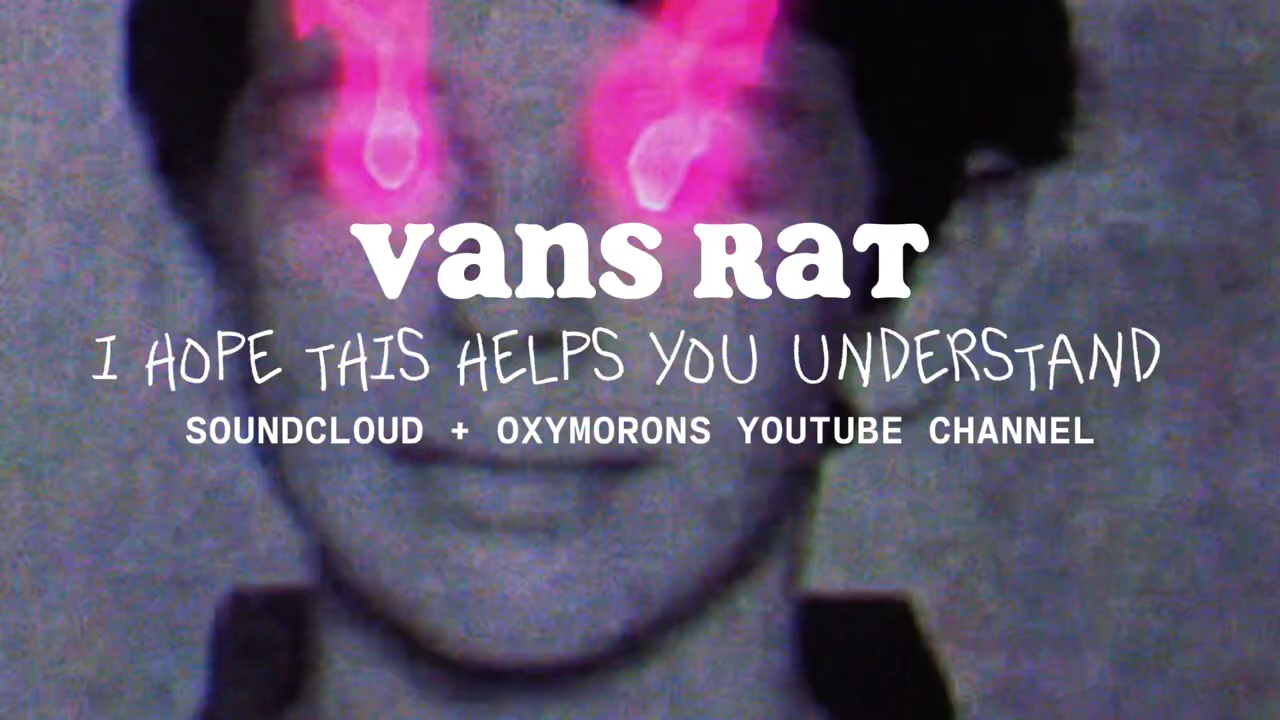 vans Rat
I HOPE THIS HELPS YOU UNDERSTAND
SOUNDCLOUD + OXYMORONS YOUTUBE CHANNEL